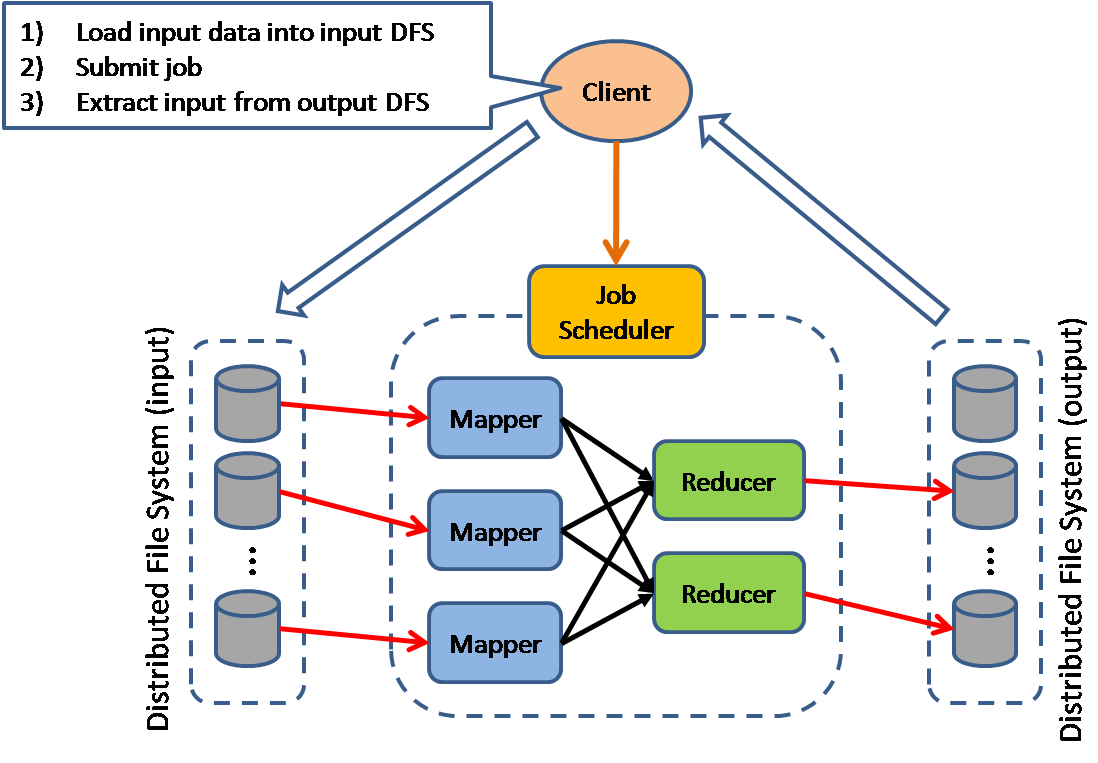 1) Load input data into input DFS
2) Submit job
3) Extract input from output DFS
Client
Job
Scheduler
Distributed File System (input)
Mapper
Mapper
Mapper
...
Reducer
Reducer
...
Distributed File System (output)